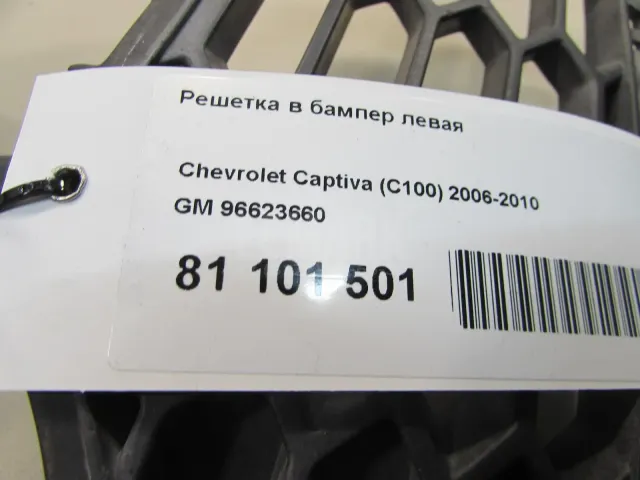 Решетка в бампер левая
Chevrolet Captiva (C100) 2006-2010
GM 96623660
81 101 501